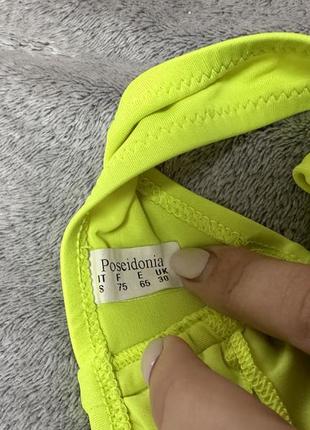 Poseidonia
IT F E UK
S 75 65 30